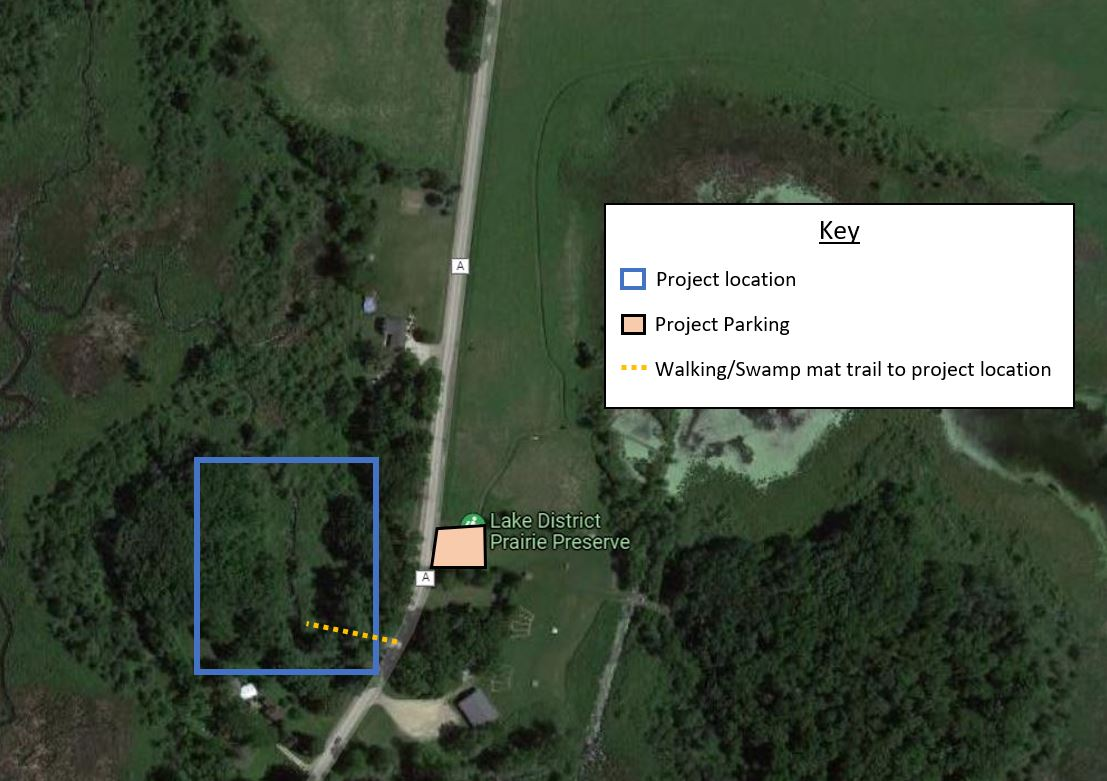 A
Key
Project location
Project Parking
Walking/Swamp mat trail to project location
Lake District
Prairie Preserve
A